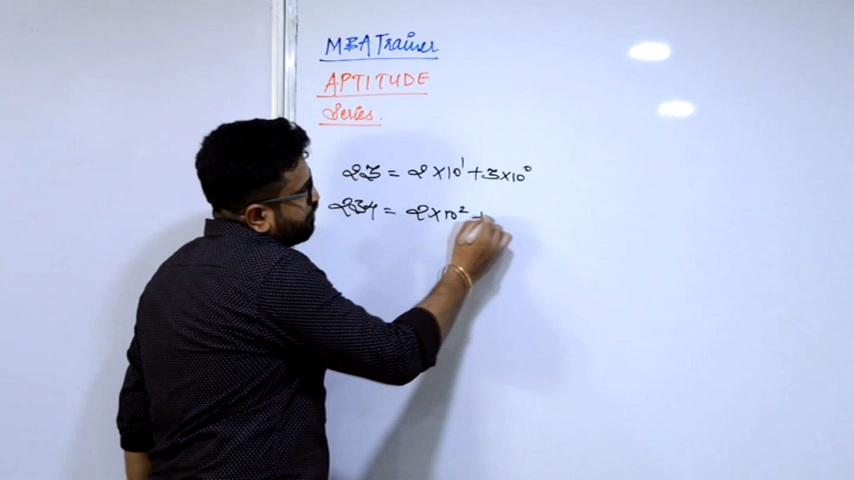 MBA Trainer
APTITUDE
Series.
23 = 2 × 10¹ + 3 × 10⁰
234 = 2 × 10² +